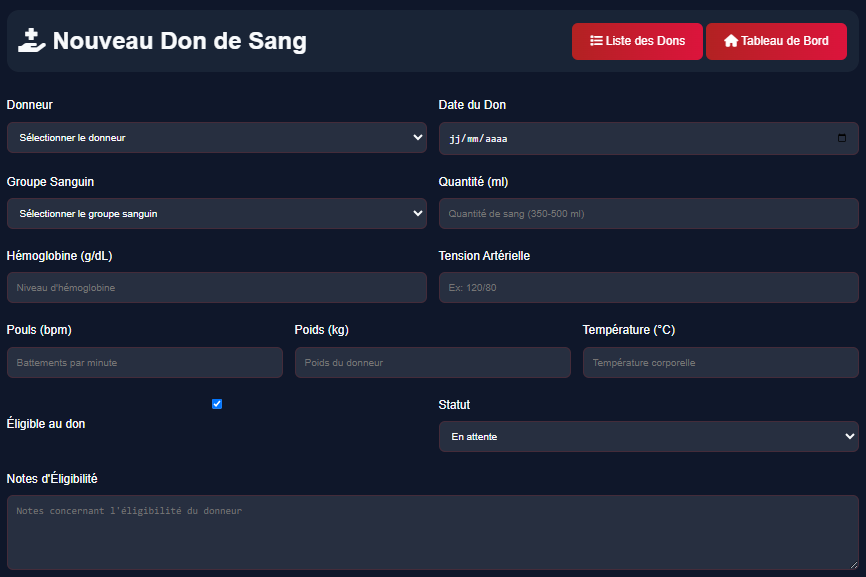 Nouveau Don de Sang
Liste des Dons
Tableau de Bord
Donneur
Date du Don
Sélectionner le donneur
jj/mm/aaaa
Groupe Sanguin
Quantité (ml)
Sélectionner le groupe sanguin
Quantité de sang (350-500 ml)
Hémoglobine (g/dL)
Tension Artérielle
Niveau d'hémoglobine
Ex: 120/80
Pouls (bpm)
Poids (kg)
Température (°C)
Battements par minute
Poids du donneur
Température corporelle
Éligible au don
Statut
En attente
Notes d'Éligibilité
Notes concernant l'éligibilité du donneur